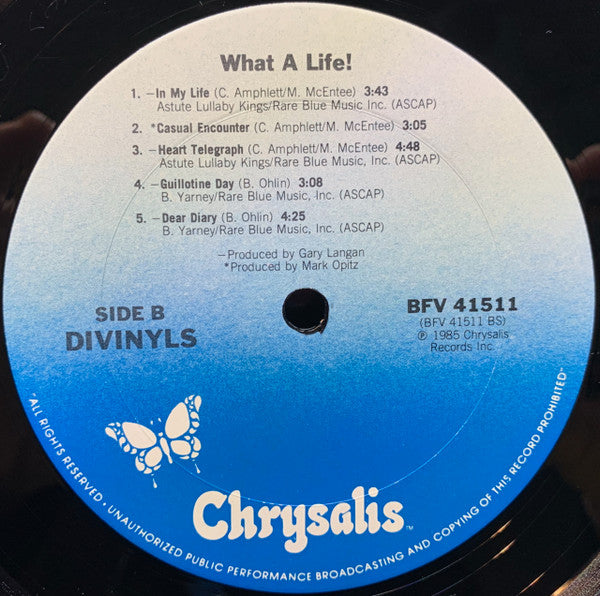 What A Life!
1. —In My Life (C. Amphlett/M. McEntee) 3:43
Astute Lullaby Kings/Rare Blue Music Inc. (ASCAP)
2. *Casual Encounter (C. Amphlett/M. McEntee) 3:05
3. —Heart Telegraph (C. Amphlett/M. McEntee) 4:48
Astute Lullaby Kings/Rare Blue Music, Inc. (ASCAP)
4. —Guillotine Day (B. Ohlin) 3:08
B. Yarney/Rare Blue Music, Inc. (ASCAP)
5. —Dear Diary (B. Ohlin) 4:25
B. Yarney/Rare Blue Music, Inc. (ASCAP)
—Produced by Gary Langan
*Produced by Mark Opitz
SIDE B
DIVINYLS
BFV 41511
(BFV 41511 BS)
℗ 1985 Chrysalis
Records Inc.
Chrysalis™
"ALL RIGHTS RESERVED. UNAUTHORIZED PUBLIC PERFORMANCE BROADCASTING AND COPYING OF THIS RECORD PROHIBITED"